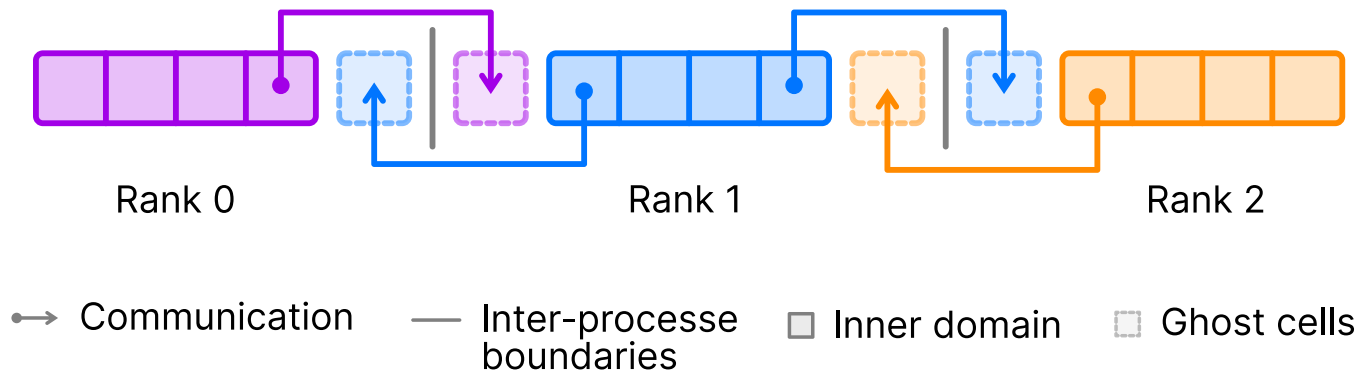 Rank 0
Rank 1
Rank 2
Communication
Inter-processe
boundaries
Inner domain
Ghost cells